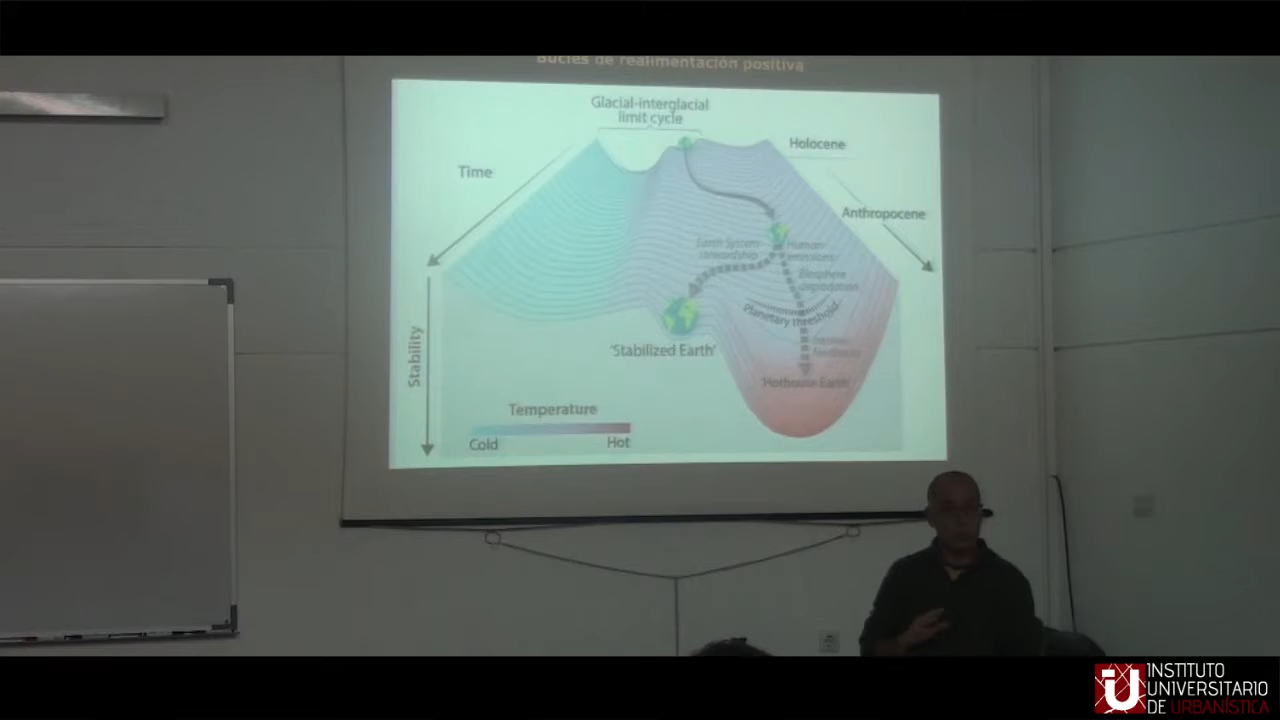 Bucles de realimentación positiva
Glacial-interglacial
limit cycle
Holocene
Time
Anthropocene
Earth System
stewardship
Human
emissions
Biosphere
degradation
Planetary threshold
'Stabilized Earth'
Stability
'Hothouse Earth'
Temperature
Cold
Hot
INSTITUTO
UNIVERSITARIO
DE URBANÍSTICA